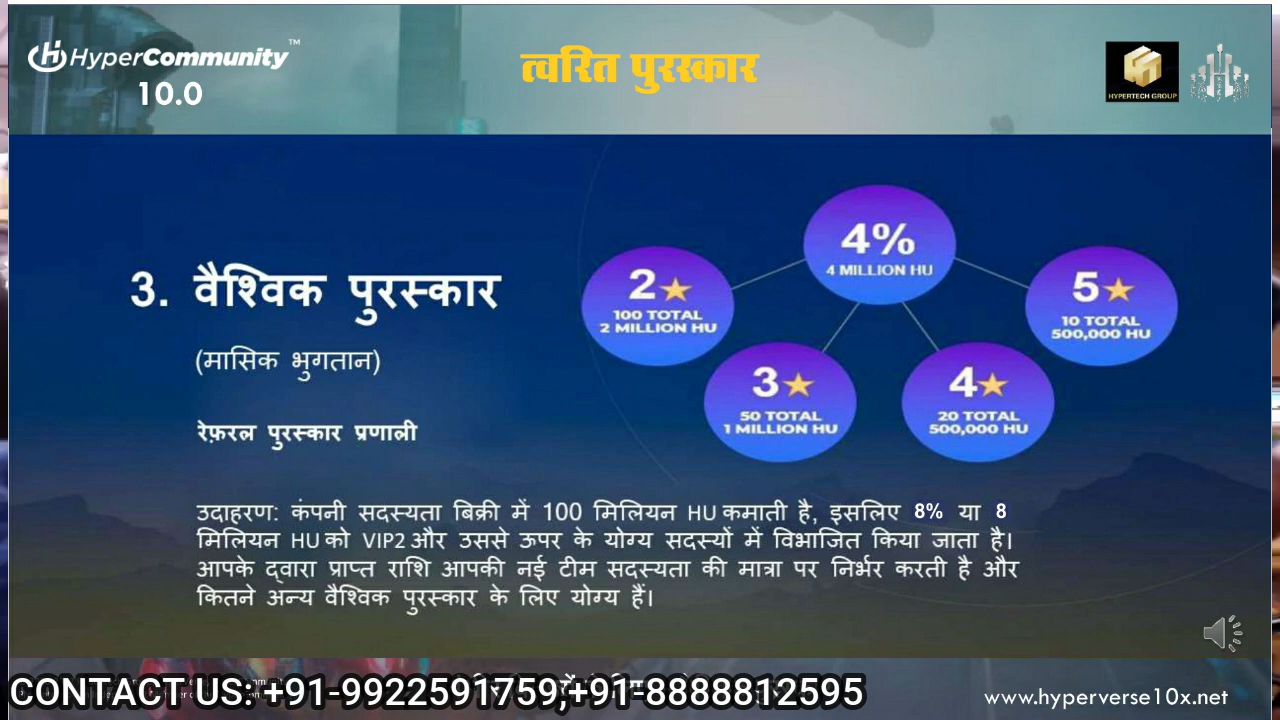 HyperCommunity™
10.0
त्वरित पुरस्कार
HYPERTECH GROUP
3. वैश्विक पुरस्कार
(मासिक भुगतान)
रेफ़रल पुरस्कार प्रणाली
4%
4 MILLION HU
2★
100 TOTAL
2 MILLION HU
5★
10 TOTAL
500,000 HU
3★
50 TOTAL
1 MILLION HU
4★
20 TOTAL
500,000 HU
उदाहरण: कंपनी सदस्यता बिक्री में 100 मिलियन HU कमाती है, इसलिए 8% या 8
मिलियन HU को VIP2 और उससे ऊपर के योग्य सदस्यों में विभाजित किया जाता है।
आपके द्वारा प्राप्त राशि आपकी नई टीम सदस्यता की मात्रा पर निर्भर करती है और
कितने अन्य वैश्विक पुरस्कार के लिए योग्य हैं।
CONTACT US: +91-9922591759,+91-8888812595
www.hyperverse10x.net